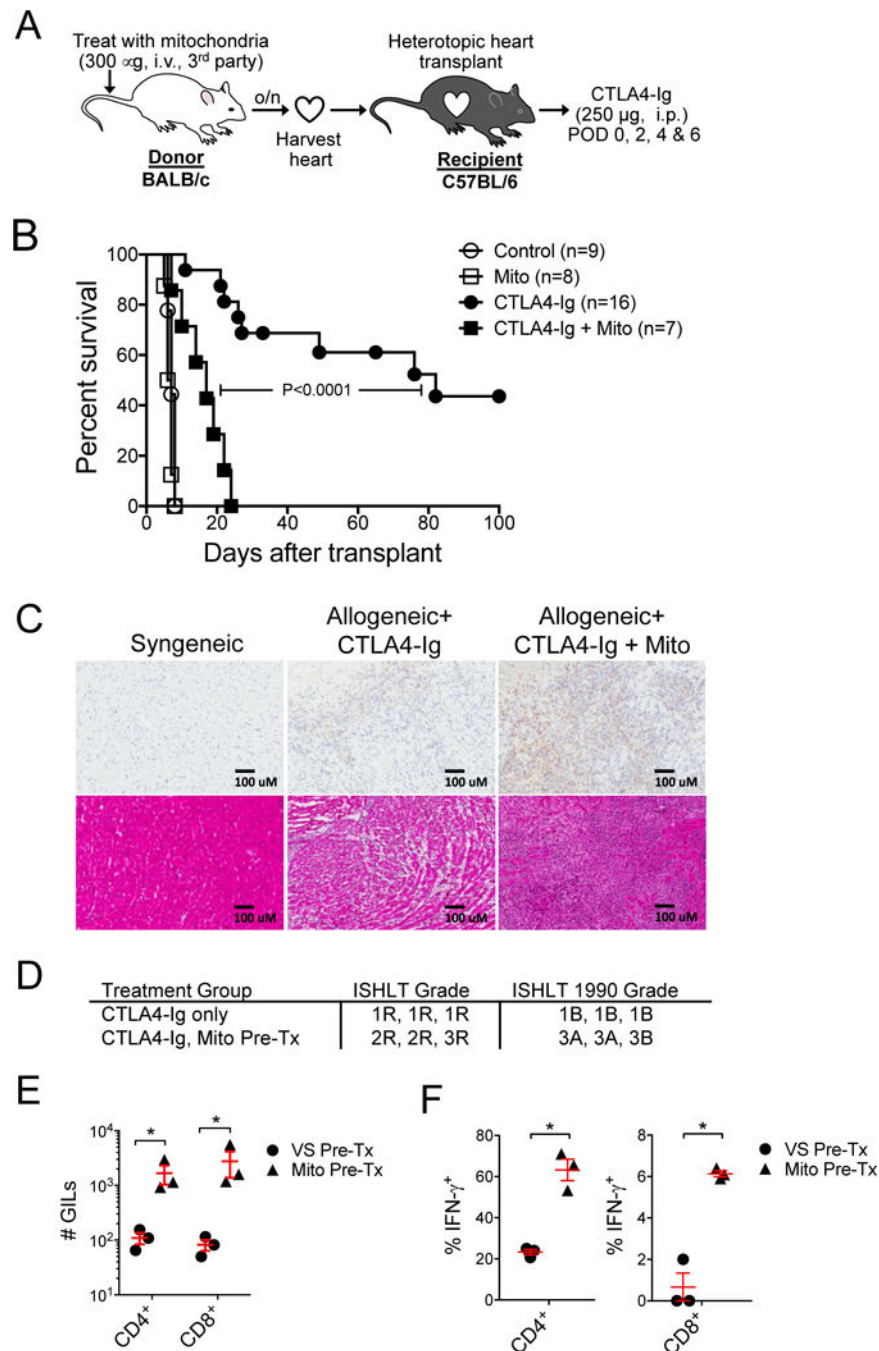 A
Treat with mitochondria
(300 ∝g, i.v., 3rd party)
o/n
Harvest
heart
Donor
BALB/c
Heterotopic heart
transplant
Recipient
C57BL/6
CTLA4-Ig
(250 µg, i.p.)
POD 0, 2, 4 & 6
B
Percent survival
100
80
60
40
20
0
0 20 40 60 80 100
Days after transplant
P<0.0001
Control (n=9)
Mito (n=8)
CTLA4-Ig (n=16)
CTLA4-Ig + Mito (n=7)
C
Syngeneic
Allogeneic+
CTLA4-Ig
Allogeneic+
CTLA4-Ig + Mito
100 uM
100 uM
100 uM
100 uM
100 uM
100 uM
D
Treatment Group ISHLT Grade ISHLT 1990 Grade
CTLA4-Ig only 1R, 1R, 1R 1B, 1B, 1B
CTLA4-Ig, Mito Pre-Tx 2R, 2R, 3R 3A, 3A, 3B
E
# GILs
10⁴
10³
10²
10¹
* *
CD4+ CD8+
VS Pre-Tx
Mito Pre-Tx
F
% IFN-γ+
80
60
40
20
0
*
CD4+
% IFN-γ+
8
6
4
2
0
*
CD8+
VS Pre-Tx
Mito Pre-Tx